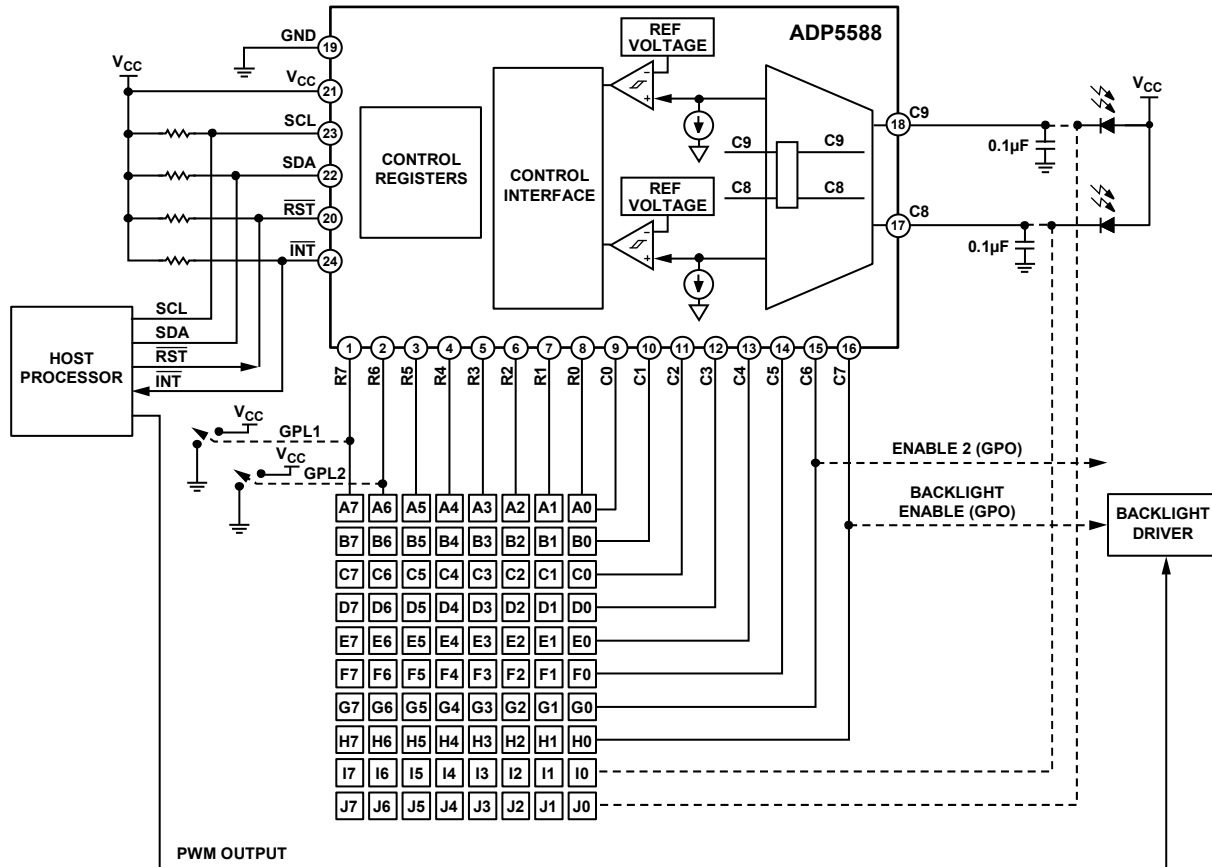 ADP5588
REF
VOLTAGE
GND
19
VCC
VCC
21
SCL
23
SDA
22
RST
20
INT
24
CONTROL
REGISTERS
CONTROL
INTERFACE
–
+
C9
C9
C8
C8
REF
VOLTAGE
–
+
18
C9
17
C8
0.1µF
0.1µF
VCC
HOST
PROCESSOR
SCL
SDA
RST
INT
1 2 3 4 5 6 7 8 9 10 11 12 13 14 15 16
R7 R6 R5 R4 R3 R2 R1 R0 C0 C1 C2 C3 C4 C5 C6 C7
VCC
GPL1
VCC
GPL2
ENABLE 2 (GPO)
BACKLIGHT
ENABLE (GPO)
BACKLIGHT
DRIVER
A7 A6 A5 A4 A3 A2 A1 A0
B7 B6 B5 B4 B3 B2 B1 B0
C7 C6 C5 C4 C3 C2 C1 C0
D7 D6 D5 D4 D3 D2 D1 D0
E7 E6 E5 E4 E3 E2 E1 E0
F7 F6 F5 F4 F3 F2 F1 F0
G7 G6 G5 G4 G3 G2 G1 G0
H7 H6 H5 H4 H3 H2 H1 H0
I7 I6 I5 I4 I3 I2 I1 I0
J7 J6 J5 J4 J3 J2 J1 J0
PWM OUTPUT